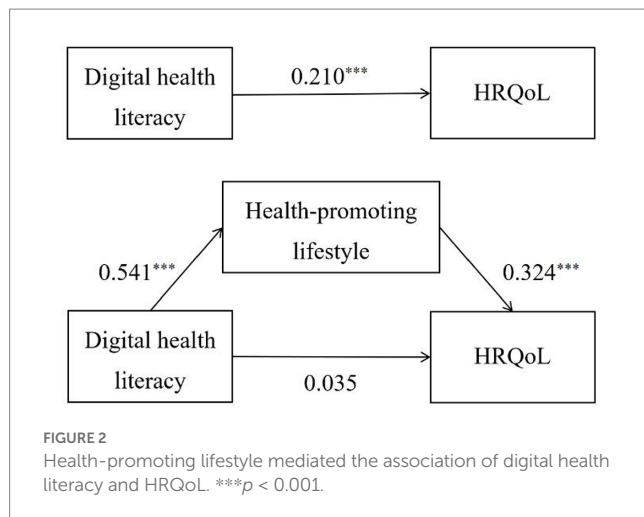 Digital health
literacy
0.210***
HRQoL
Health-promoting
lifestyle
0.541***
0.324***
Digital health
literacy
0.035
HRQoL
FIGURE 2
Health-promoting lifestyle mediated the association of digital health
literacy and HRQoL. ***p < 0.001.